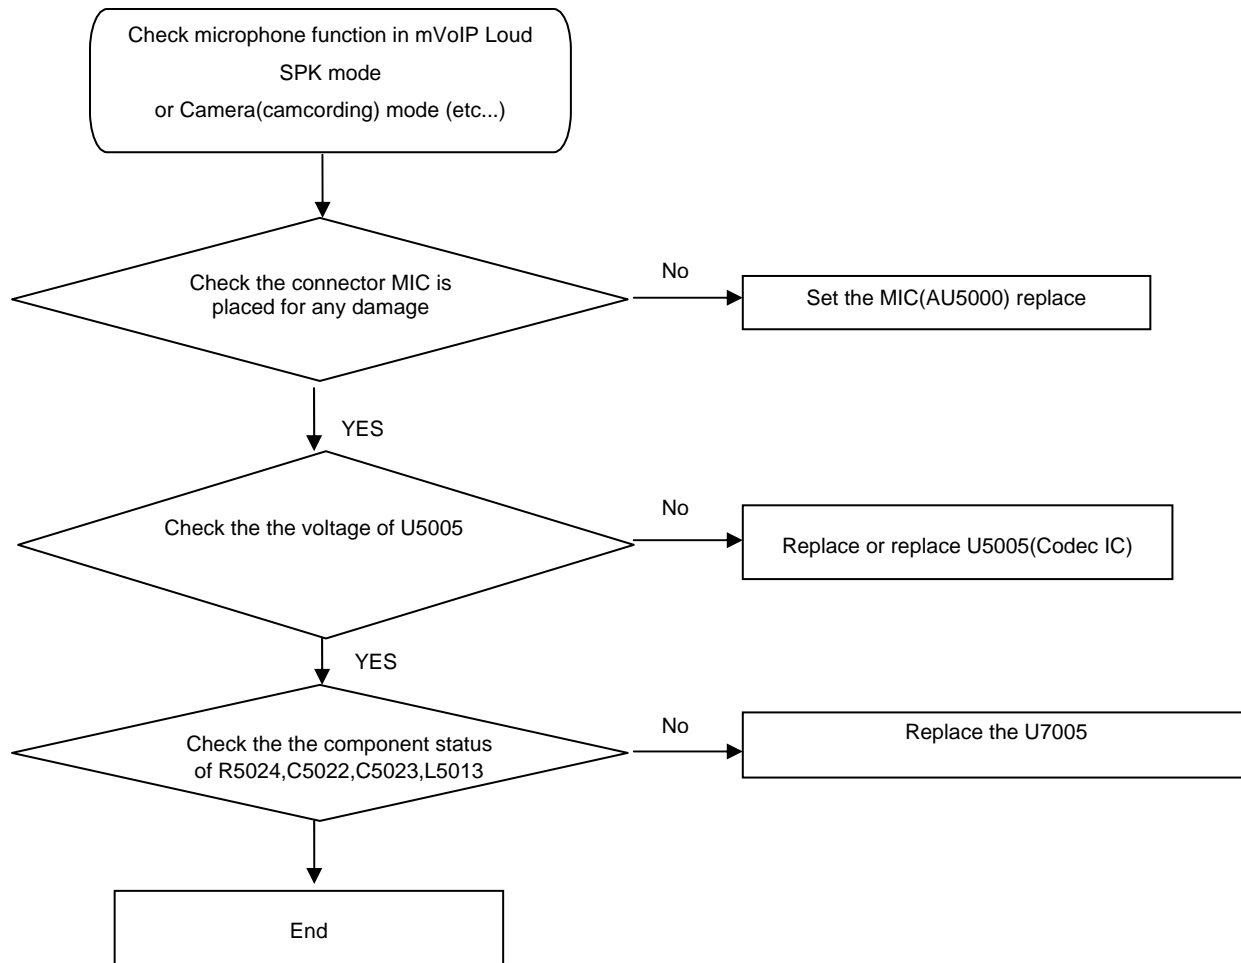 Check microphone function in mVoIP Loud
SPK mode
or Camera(camcording) mode (etc...)
Check the connector MIC is
placed for any damage
No
Set the MIC(AU5000) replace
YES
Check the the voltage of U5005
No
Replace or replace U5005(Codec IC)
YES
Check the the component status
of R5024,C5022,C5023,L5013
No
Replace the U7005
End